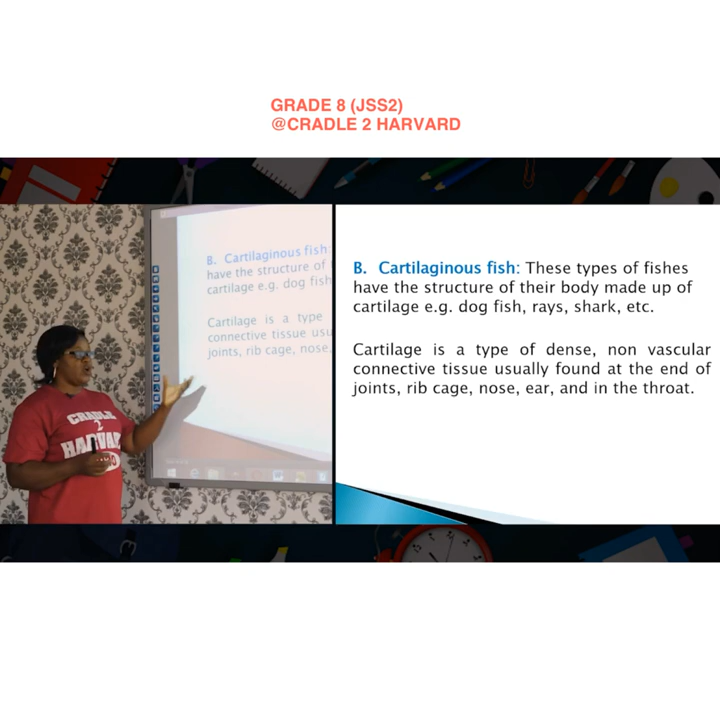 GRADE 8 (JSS2)
@CRADLE 2 HARVARD
B. Cartilaginous fish:
have the structure of
cartilage e.g. dog fish
Cartilage is a type
connective tissue usu
joints, rib cage, nose,
CRADLE
2
HARVA
B. Cartilaginous fish: These types of fishes
have the structure of their body made up of
cartilage e.g. dog fish, rays, shark, etc.
Cartilage is a type of dense, non vascular
connective tissue usually found at the end of
joints, rib cage, nose, ear, and in the throat.